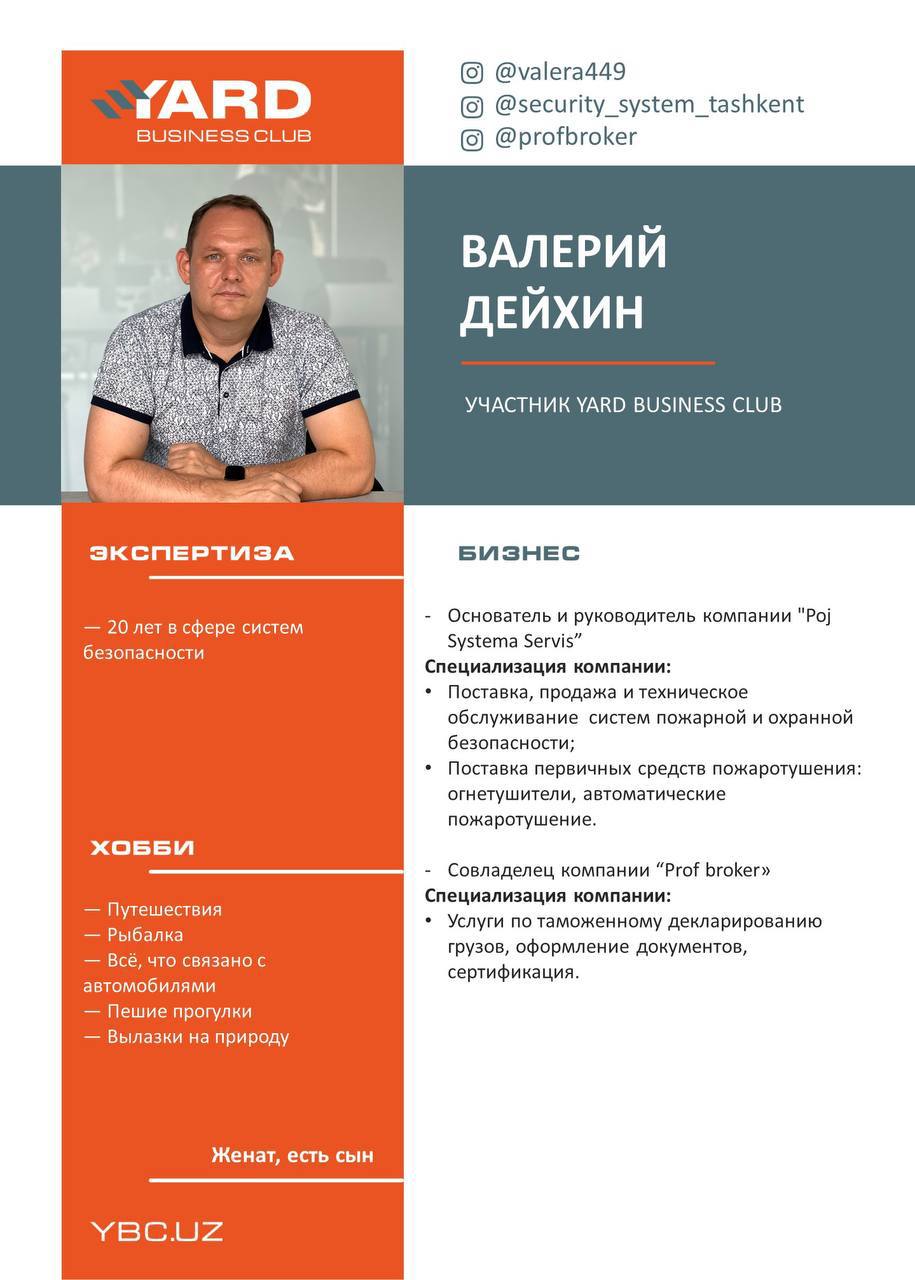 YARD
BUSINESS CLUB
@valera449
@security_system_tashkent
@profbroker
ВАЛЕРИЙ
ДЕЙХИН
УЧАСТНИК YARD BUSINESS CLUB
ЭКСПЕРТИЗА
— 20 лет в сфере систем
безопасности
ХОББИ
— Путешествия
— Рыбалка
— Всё, что связано с
автомобилями
— Пешие прогулки
— Вылазки на природу
Женат, есть сын
YBC.UZ
БИЗНЕС
- Основатель и руководитель компании "Poj
Systema Servis”
Специализация компании:
• Поставка, продажа и техническое
обслуживание систем пожарной и охранной
безопасности;
• Поставка первичных средств пожаротушения:
огнетушители, автоматические
пожаротушение.
- Совладелец компании “Prof broker»
Специализация компании:
• Услуги по таможенному декларированию
грузов, оформление документов,
сертификация.